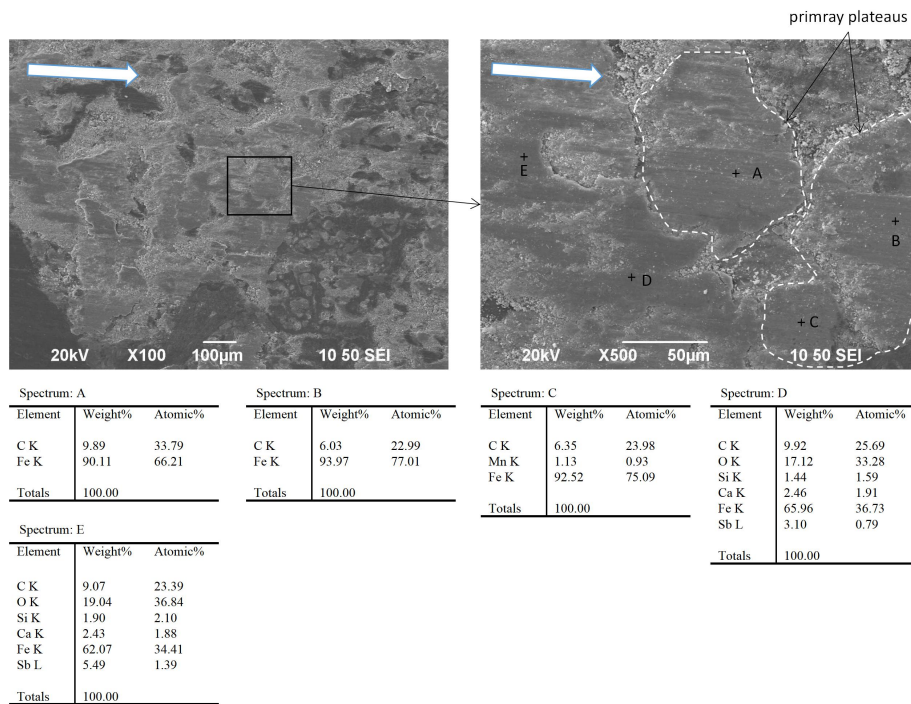 primray plateaus
20kV X100 100μm 10 50 SEI
E
A
B
D
C
20kV X500 50μm 10 50 SEI
Spectrum: A
Element Weight% Atomic%
C K 9.89 33.79
Fe K 90.11 66.21
Totals 100.00
Spectrum: B
Element Weight% Atomic%
C K 6.03 22.99
Fe K 93.97 77.01
Totals 100.00
Spectrum: C
Element Weight% Atomic%
C K 6.35 23.98
Mn K 1.13 0.93
Fe K 92.52 75.09
Totals 100.00
Spectrum: D
Element Weight% Atomic%
C K 9.92 25.69
O K 17.12 33.28
Si K 1.44 1.59
Ca K 2.46 1.91
Fe K 65.96 36.73
Sb L 3.10 0.79
Totals 100.00
Spectrum: E
Element Weight% Atomic%
C K 9.07 23.39
O K 19.04 36.84
Si K 1.90 2.10
Ca K 2.43 1.88
Fe K 62.07 34.41
Sb L 5.49 1.39
Totals 100.00